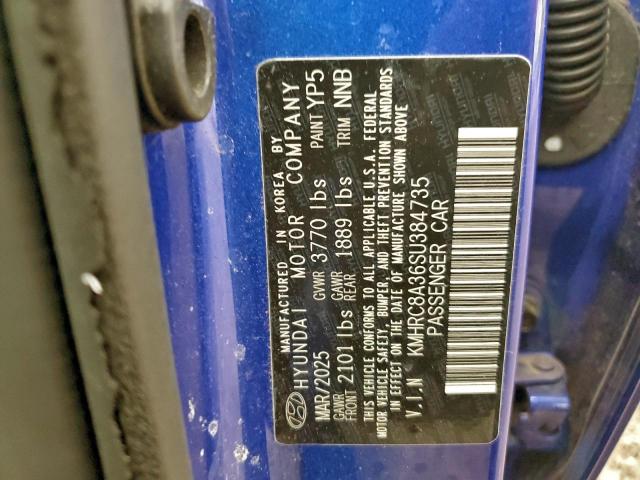 MANUFACTURED IN KOREA BY
HYUNDAI MOTOR COMPANY
MAR/2025 GVWR 3770 lbs PAINT YP5
GAWR FRONT 2101 lbs GAWR REAR 1889 lbs TRIM NNB
THIS VEHICLE CONFORMS TO ALL APPLICABLE U.S.A. FEDERAL
MOTOR VEHICLE SAFETY, BUMPER, AND THEFT PREVENTION STANDARDS
IN EFFECT ON THE DATE OF MANUFACTURE SHOWN ABOVE
V.I.N KMHRC8A36SU384735
PASSENGER CAR